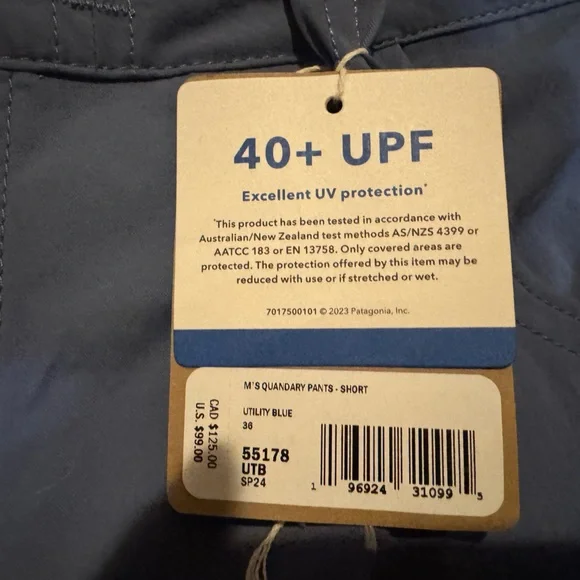 40+ UPF
Excellent UV protection*
*This product has been tested in accordance with
Australian/New Zealand test methods AS/NZS 4399 or
AATCC 183 or EN 13758. Only covered areas are
protected. The protection offered by this item may be
reduced with use or if stretched or wet.
7017500101 © 2023 Patagonia, Inc.
M'S QUANDARY PANTS - SHORT
UTILITY BLUE
36
55178
UTB
SP24
CAD $125.00
U.S. $99.00
1 96924 31099 5